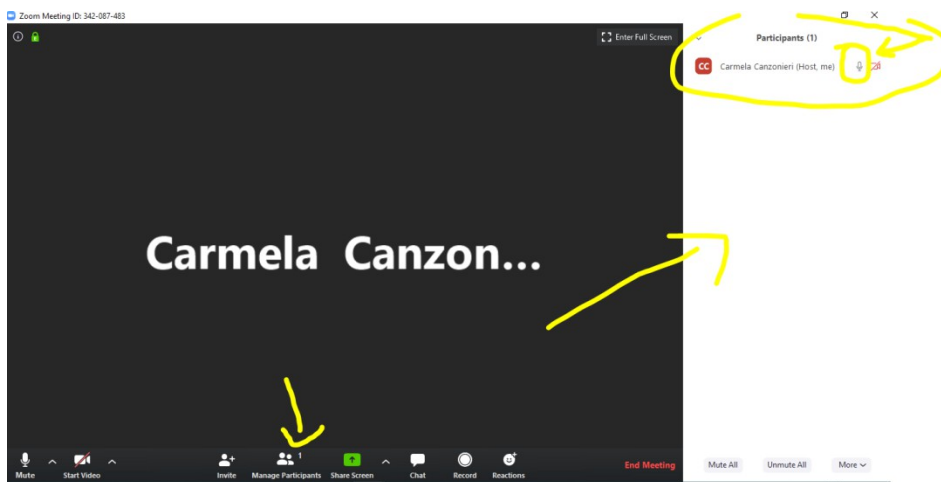 Zoom Meeting ID: 342-087-483
Enter Full Screen
Participants (1)
CC Carmela Canzonieri (Host, me)
Carmela Canzon...
1
Mute Start Video Invite Manage Participants Share Screen Chat Record Reactions End Meeting
Mute All Unmute All More